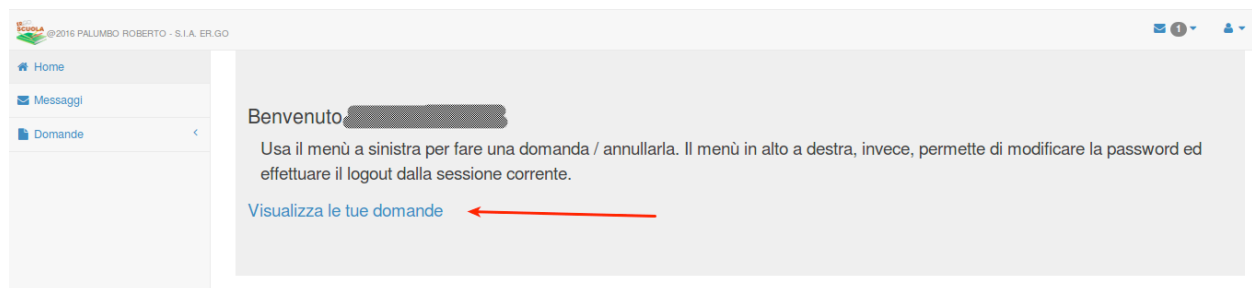 SCUOLA
@2016 PALUMBO ROBERTO - S.I.A. ER.GO
1
Home
Messaggi
Domande
Benvenuto
Usa il menù a sinistra per fare una domanda / annullarla. Il menù in alto a destra, invece, permette di modificare la password ed
effettuare il logout dalla sessione corrente.
Visualizza le tue domande